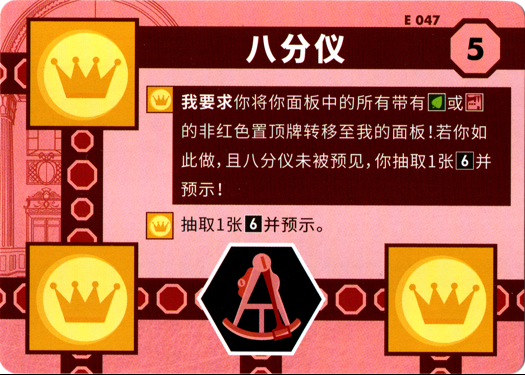 E 047
八分仪
5
我要求你将你面板中的所有带有或
的非红色置顶牌转移至我的面板!若你如
此做,且八分仪未被预见,你抽取1张6并
预示!
抽取1张6并预示。